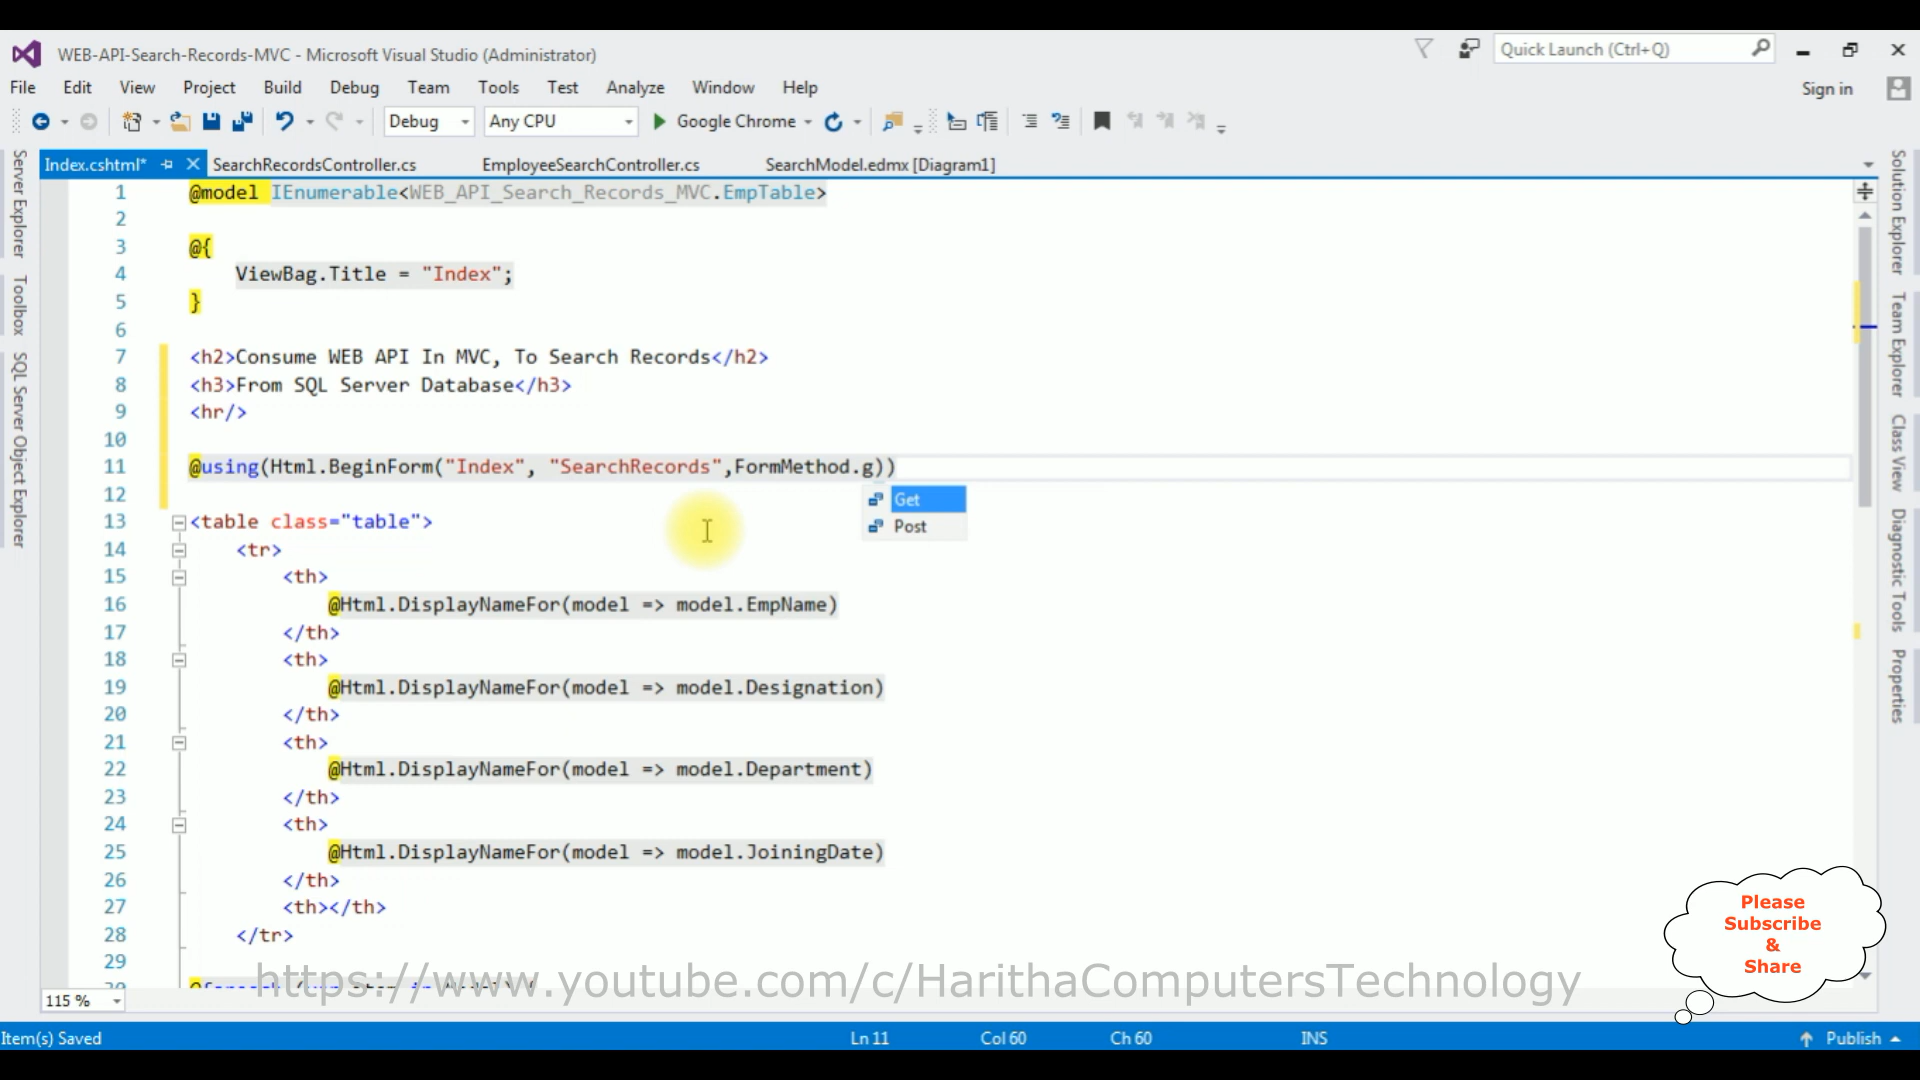 WEB-API-Search-Records-MVC - Microsoft Visual Studio (Administrator)
Quick Launch (Ctrl+Q)
File Edit View Project Build Debug Team Tools Test Analyze Window Help
Sign in
Debug Any CPU Google Chrome
Index.cshtml* SearchRecordsController.cs EmployeeSearchController.cs SearchModel.edmx [Diagram1]
Server Explorer
Toolbox
SQL Server Object Explorer
1 @model IEnumerable<WEB_API_Search_Records_MVC.EmpTable>
2
3 @{
4 ViewBag.Title = "Index";
5 }
6
7 <h2>Consume WEB API In MVC, To Search Records</h2>
8 <h3>From SQL Server Database</h3>
9 <hr/>
10
11 @using(Html.BeginForm("Index", "SearchRecords",FormMethod.g))
Get
12
Post
13 <table class="table">
14 <tr>
15 <th>
16 @Html.DisplayNameFor(model => model.EmpName)
17 </th>
18 <th>
19 @Html.DisplayNameFor(model => model.Designation)
20 </th>
21 <th>
22 @Html.DisplayNameFor(model => model.Department)
23 </th>
24 <th>
25 @Html.DisplayNameFor(model => model.JoiningDate)
26 </th>
27 <th></th>
28 </tr>
29
Solution Explorer
Team Explorer
Class View
Diagnostic Tools
Properties
Please
Subscribe
&
Share
https://www.youtube.com/c/HarithaComputersTechnology
115 %
Item(s) Saved Ln 11 Col 60 Ch 60 INS Publish